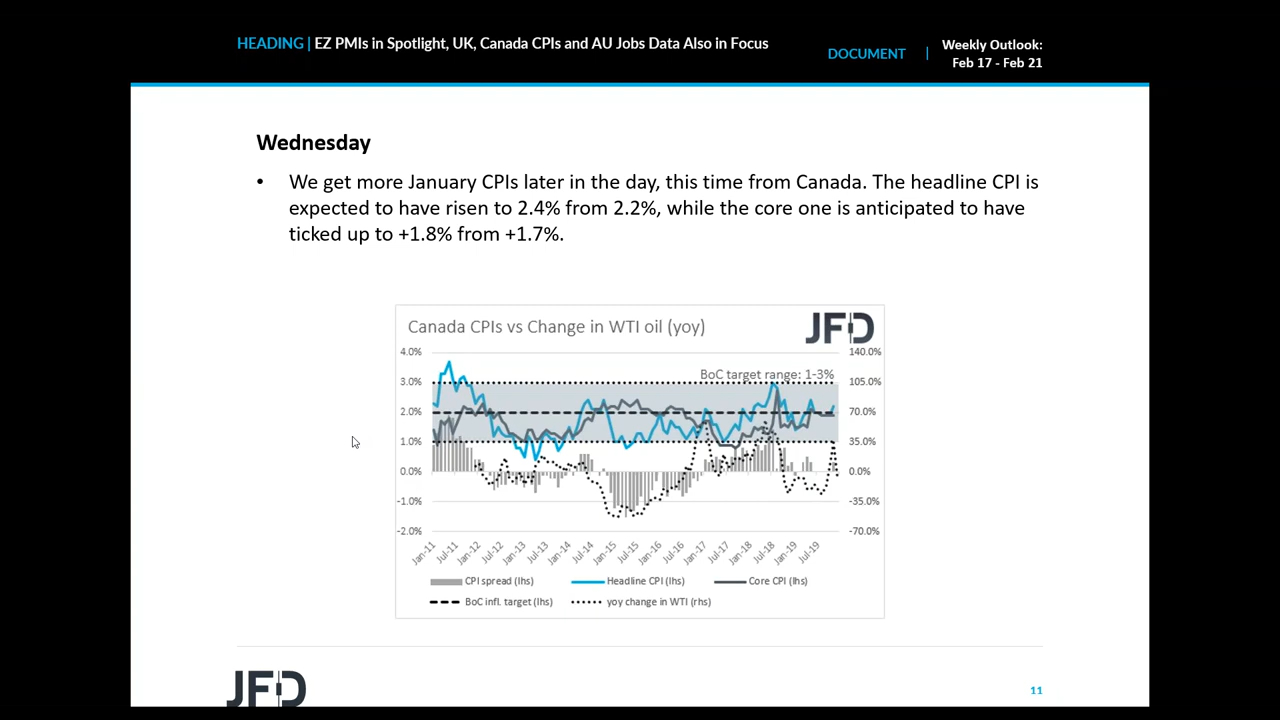 HEADING | EZ PMIs in Spotlight, UK, Canada CPIs and AU Jobs Data Also in Focus
DOCUMENT | Weekly Outlook:
Feb 17 - Feb 21
Wednesday
• We get more January CPIs later in the day, this time from Canada. The headline CPI is
expected to have risen to 2.4% from 2.2%, while the core one is anticipated to have
ticked up to +1.8% from +1.7%.
Canada CPIs vs Change in WTI oil (yoy)
JFD
4.0% 140.0%
BoC target range: 1-3%
3.0% 105.0%
2.0% 70.0%
1.0% 35.0%
0.0% 0.0%
-1.0% -35.0%
-2.0% -70.0%
Jan-11 Jul-11 Jan-12 Jul-12 Jan-13 Jul-13 Jan-14 Jul-14 Jan-15 Jul-15 Jan-16 Jul-16 Jan-17 Jul-17 Jan-18 Jul-18 Jan-19 Jul-19
CPI spread (lhs) Headline CPI (lhs) Core CPI (lhs)
BoC infl. target (lhs) yoy change in WTI (rhs)
JFD
11